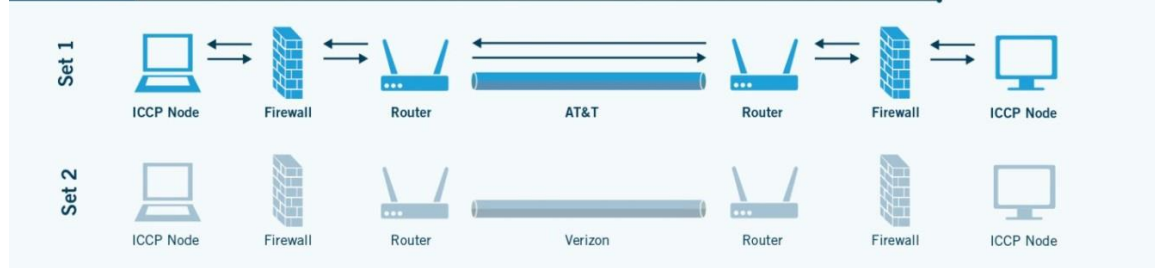 Set 1
ICCP Node Firewall Router AT&T Router Firewall ICCP Node
Set 2
ICCP Node Firewall Router Verizon Router Firewall ICCP Node